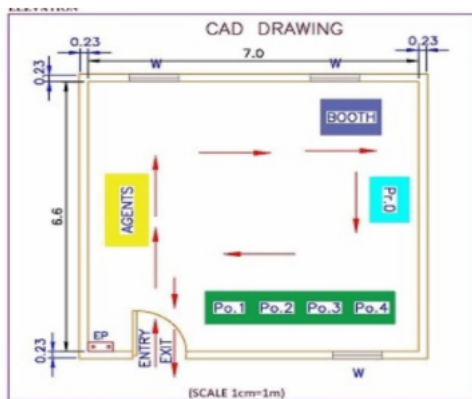 ELEVATION
CAD DRAWING
0.23
7.0
0.23
0.23
W
W
BOOTH
AGENTS
Pr.O
6.6
Po.1 Po.2 Po.3 Po.4
EP
ENTRY
EXIT
0.23
W
(SCALE 1cm=1m)